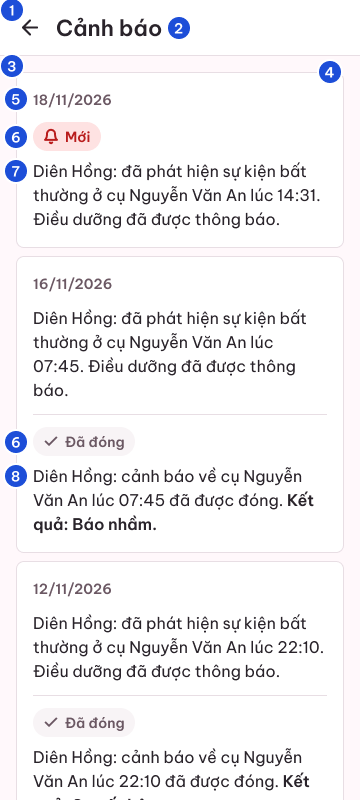 1
Cảnh báo 2
3
4
5 18/11/2026
6 Mới
7 Diên Hồng: đã phát hiện sự kiện bất
thường ở cụ Nguyễn Văn An lúc 14:31.
Điều dưỡng đã được thông báo.
16/11/2026
Diên Hồng: đã phát hiện sự kiện bất
thường ở cụ Nguyễn Văn An lúc
07:45. Điều dưỡng đã được thông
báo.
6 Đã đóng
8 Diên Hồng: cảnh báo về cụ Nguyễn
Văn An lúc 07:45 đã được đóng. Kết
quả: Báo nhầm.
12/11/2026
Diên Hồng: đã phát hiện sự kiện bất
thường ở cụ Nguyễn Văn An lúc 22:10.
Điều dưỡng đã được thông báo.
Đã đóng
Diên Hồng: cảnh báo về cụ Nguyễn
Văn An lúc 22:10 đã được đóng. Kết